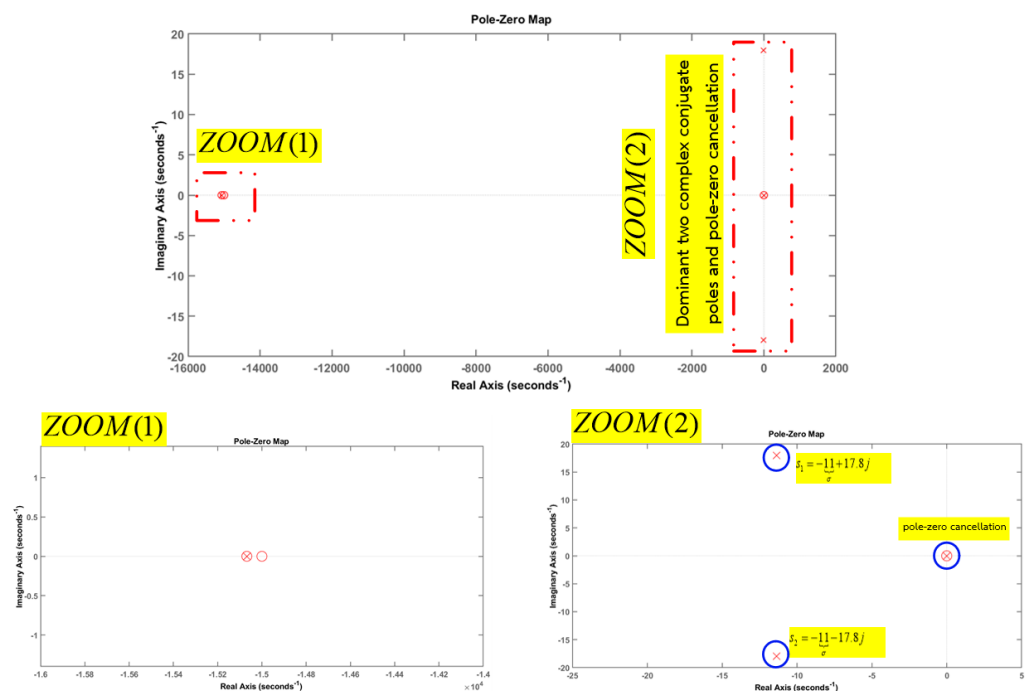 Pole-Zero Map
Imaginary Axis (seconds⁻¹)
20
15
10
5
0
-5
-10
-15
-20
-16000 -14000 -12000 -10000 -8000 -6000 -4000 -2000 0 2000
Real Axis (seconds⁻¹)
ZOOM(1)
ZOOM(2)
Dominant two complex conjugate
poles and pole-zero cancellation
ZOOM(1)
Pole-Zero Map
Imaginary Axis (seconds⁻¹)
1
0.5
0
-0.5
-1
-1.6 -1.58 -1.56 -1.54 -1.52 -1.5 -1.48 -1.46 -1.44 -1.42 -1.4
Real Axis (seconds⁻¹)
×10⁴
ZOOM(2)
Pole-Zero Map
Imaginary Axis (seconds⁻¹)
20
15
10
5
0
-5
-10
-15
-20
s₁ = −11+17.8j
σ
pole-zero cancellation
s₂ = −11−17.8j
σ
-25 -20 -15 -10 -5 0 5
Real Axis (seconds⁻¹)